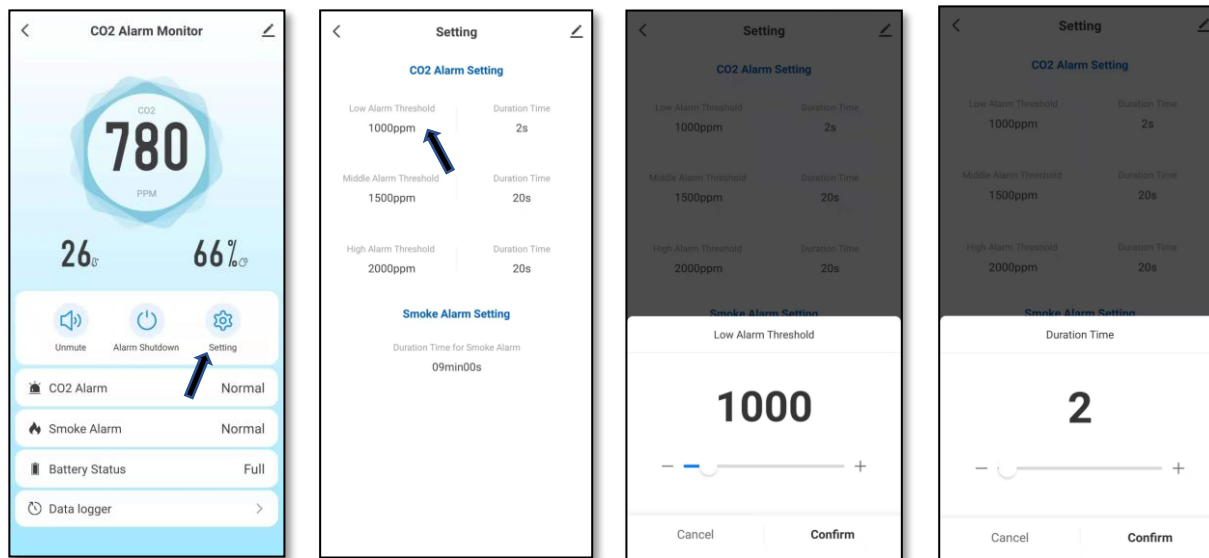 CO2 Alarm Monitor
CO2
780
PPM
26℃
66%
Unmute Alarm Shutdown Setting
CO2 Alarm Normal
Smoke Alarm Normal
Battery Status Full
Data logger
Setting
CO2 Alarm Setting
Low Alarm Threshold Duration Time
1000ppm 2s
Middle Alarm Threshold Duration Time
1500ppm 20s
High Alarm Threshold Duration Time
2000ppm 20s
Smoke Alarm Setting
Duration Time for Smoke Alarm
09min00s
Setting
CO2 Alarm Setting
Low Alarm Threshold Duration Time
1000ppm 2s
Middle Alarm Threshold Duration Time
1500ppm 20s
High Alarm Threshold Duration Time
2000ppm 20s
Smoke Alarm Setting
Low Alarm Threshold
1000
Cancel Confirm
Setting
CO2 Alarm Setting
Low Alarm Threshold Duration Time
1000ppm 2s
Middle Alarm Threshold Duration Time
1500ppm 20s
High Alarm Threshold Duration Time
2000ppm 20s
Smoke Alarm Setting
Duration Time
2
Cancel Confirm